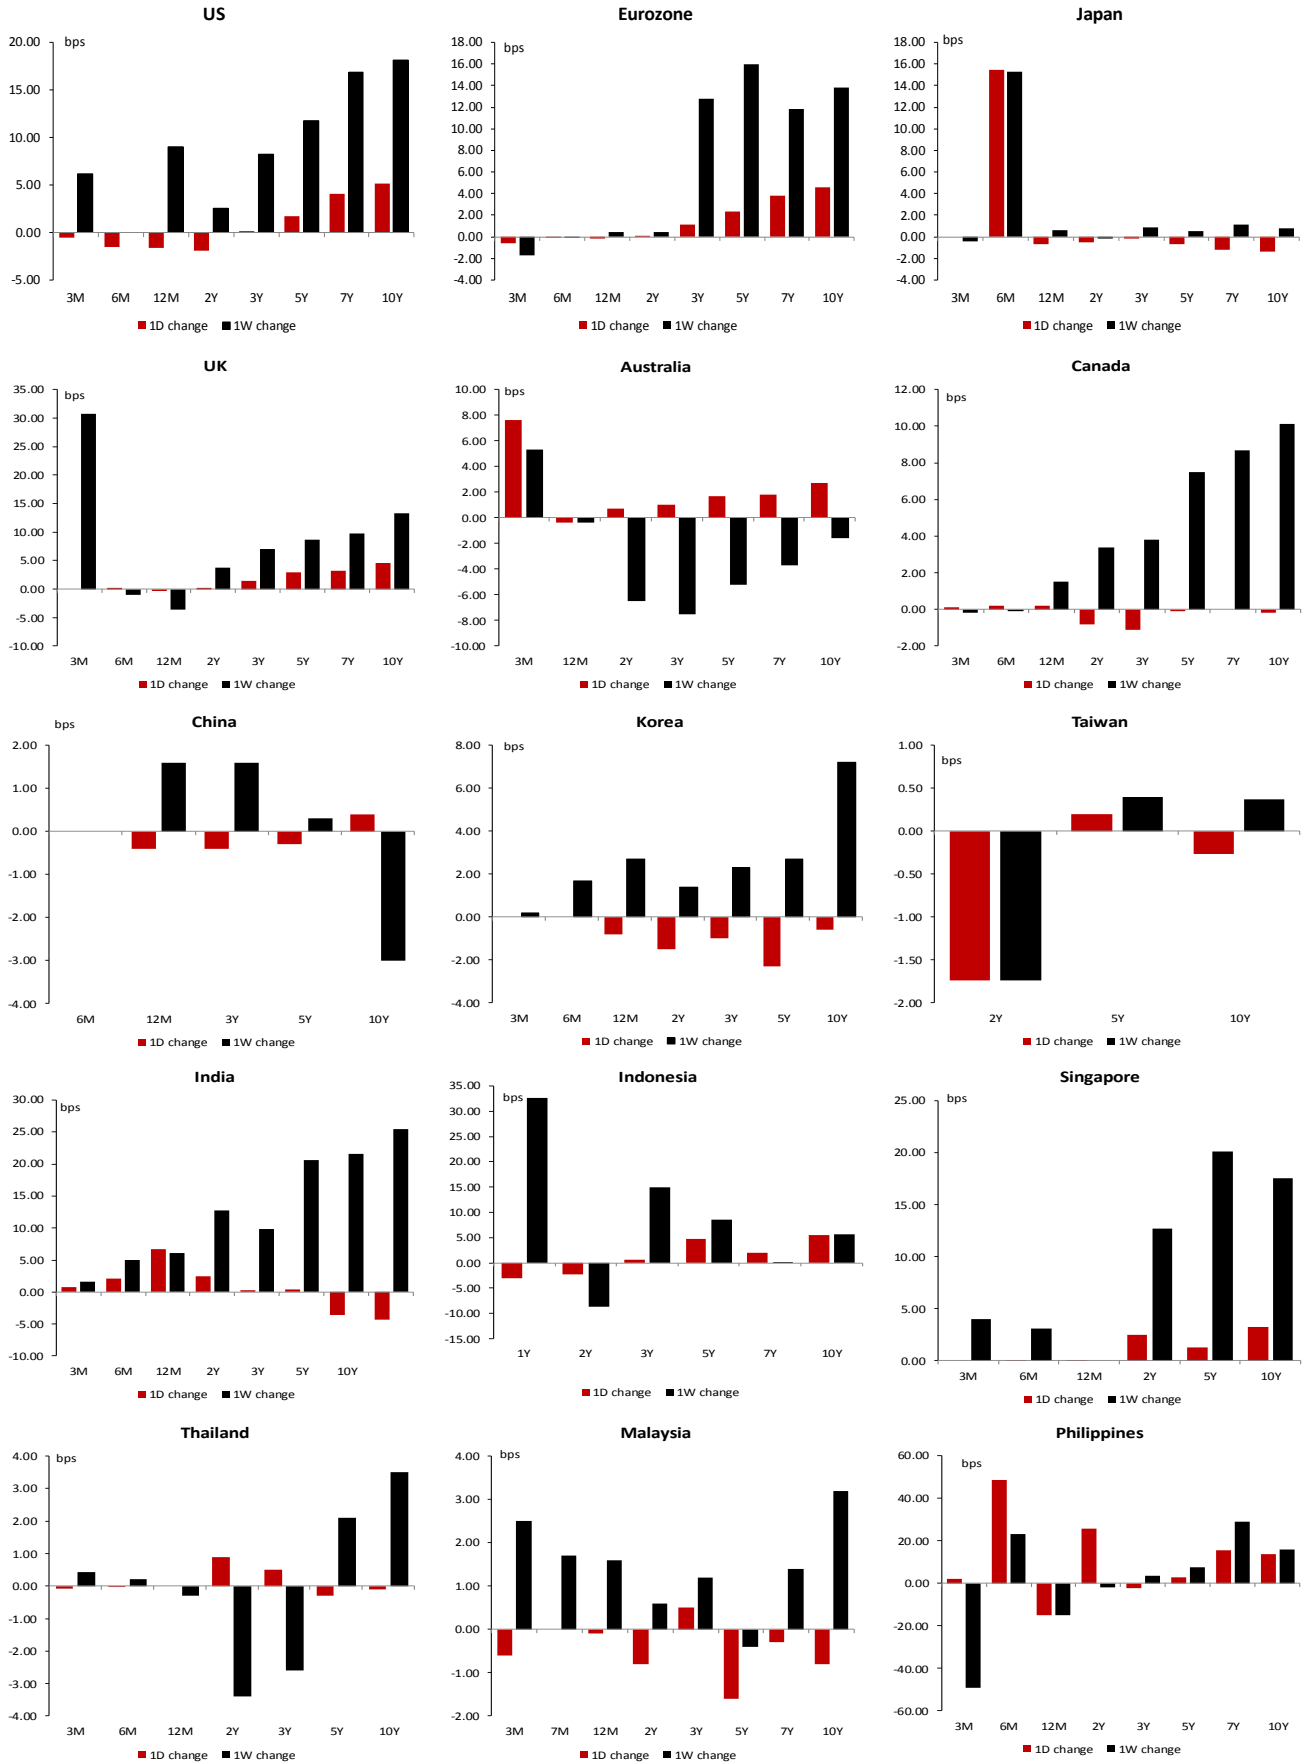 US
bps
20.00
15.00
10.00
5.00
0.00
-5.00
3M 6M 12M 2Y 3Y 5Y 7Y 10Y
1D change 1W change
Eurozone
bps
18.00
16.00
14.00
12.00
10.00
8.00
6.00
4.00
2.00
0.00
-2.00
-4.00
3M 6M 12M 2Y 3Y 5Y 7Y 10Y
1D change 1W change
Japan
bps
18.00
16.00
14.00
12.00
10.00
8.00
6.00
4.00
2.00
0.00
-2.00
-4.00
3M 6M 12M 2Y 3Y 5Y 7Y 10Y
1D change 1W change
UK
bps
35.00
30.00
25.00
20.00
15.00
10.00
5.00
0.00
-5.00
-10.00
3M 6M 12M 2Y 3Y 5Y 7Y 10Y
1D change 1W change
Australia
bps
10.00
8.00
6.00
4.00
2.00
0.00
-2.00
-4.00
-6.00
-8.00
-10.00
3M 12M 2Y 3Y 5Y 7Y 10Y
1D change 1W change
Canada
bps
12.00
10.00
8.00
6.00
4.00
2.00
0.00
-2.00
3M 6M 12M 2Y 3Y 5Y 7Y 10Y
1D change 1W change
China
bps
2.00
1.00
0.00
-1.00
-2.00
-3.00
-4.00
6M 12M 3Y 5Y 10Y
1D change 1W change
Korea
bps
8.00
6.00
4.00
2.00
0.00
-2.00
-4.00
3M 6M 12M 2Y 3Y 5Y 10Y
1D change 1W change
Taiwan
bps
1.00
0.50
0.00
-0.50
-1.00
-1.50
-2.00
2Y 5Y 10Y
1D change 1W change
India
bps
30.00
25.00
20.00
15.00
10.00
5.00
0.00
-5.00
-10.00
3M 6M 12M 2Y 3Y 5Y 10Y
1D change 1W change
Indonesia
bps
35.00
30.00
25.00
20.00
15.00
10.00
5.00
0.00
-5.00
-10.00
-15.00
1Y 2Y 3Y 5Y 7Y 10Y
1D change 1W change
Singapore
bps
25.00
20.00
15.00
10.00
5.00
0.00
3M 6M 12M 2Y 5Y 10Y
1D change 1W change
Thailand
bps
4.00
3.00
2.00
1.00
0.00
-1.00
-2.00
-3.00
-4.00
3M 6M 12M 2Y 3Y 5Y 10Y
1D change 1W change
Malaysia
bps
4.00
3.00
2.00
1.00
0.00
-1.00
-2.00
3M 7M 12M 2Y 3Y 5Y 7Y 10Y
1D change 1W change
Philippines
bps
60.00
40.00
20.00
0.00
-20.00
-40.00
-60.00
3M 6M 12M 2Y 3Y 5Y 7Y 10Y
1D change 1W change